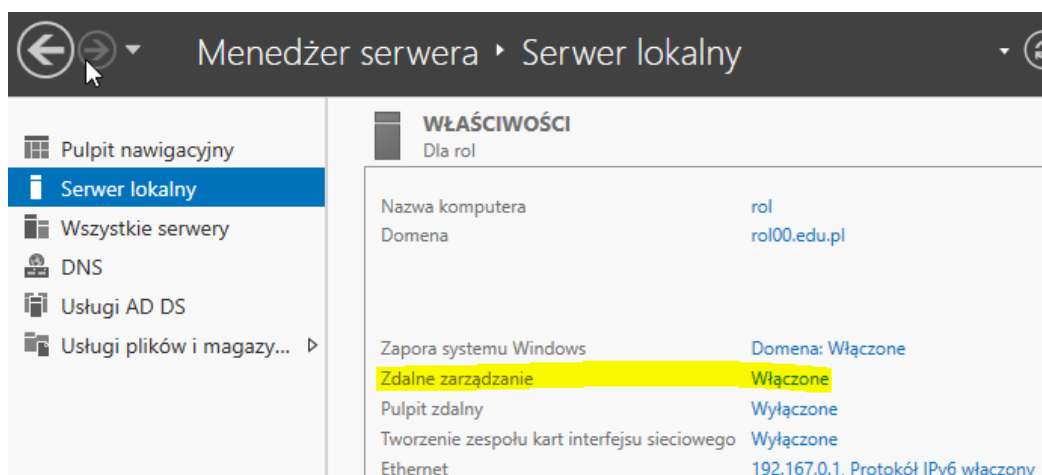 Menedżer serwera ‣ Serwer lokalny
Pulpit nawigacyjny
Serwer lokalny
Wszystkie serwery
DNS
Usługi AD DS
Usługi plików i magazy...
WŁAŚCIWOŚCI
Dla rol
Nazwa komputera rol
Domena rol00.edu.pl
Zapora systemu Windows Domena: Włączone
Zdalne zarządzanie Włączone
Pulpit zdalny Wyłączone
Tworzenie zespołu kart interfejsu sieciowego Wyłączone
Ethernet 192.167.0.1, Protokół IPv6 włączony